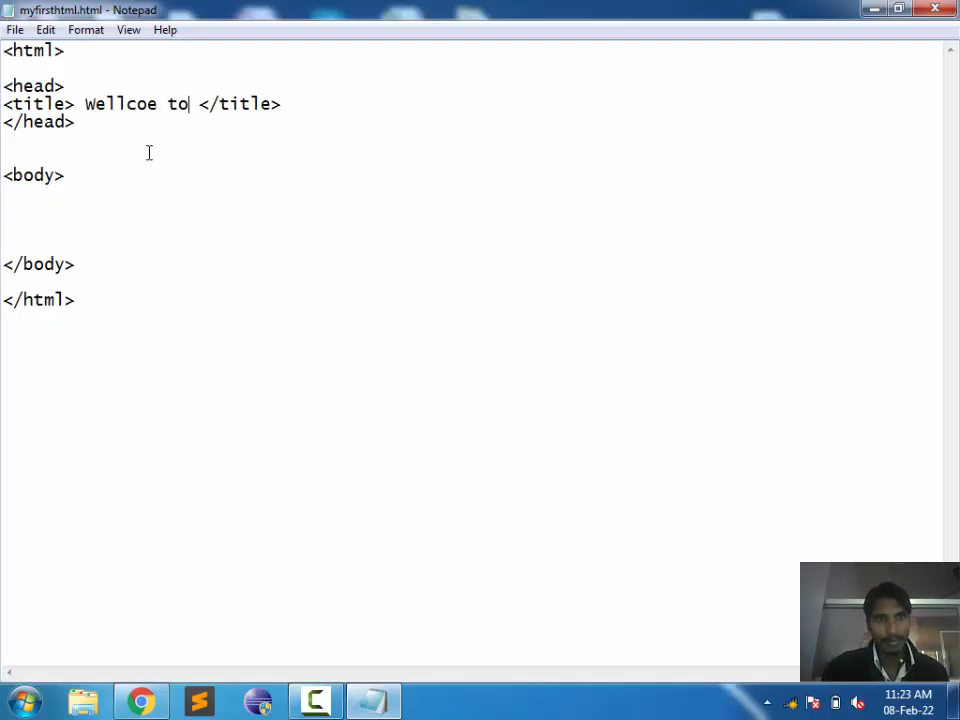 myfirsthtml.html - Notepad
File Edit Format View Help
<html>
<head>
<title> Wellcoe to </title>
</head>
<body>
</body>
</html>
11:23 AM
08-Feb-22